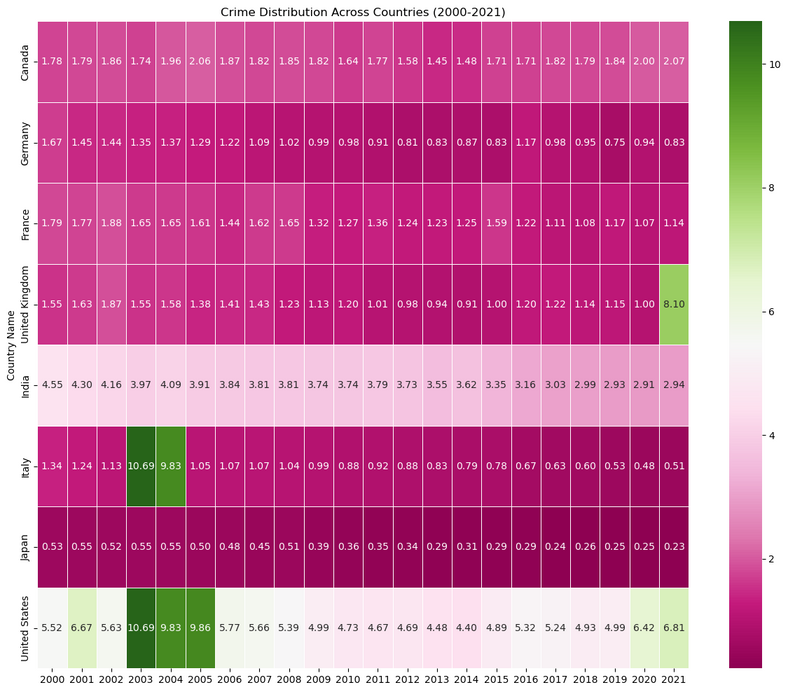 Crime Distribution Across Countries (2000-2021)
Country Name
Canada 1.78 1.79 1.86 1.74 1.96 2.06 1.87 1.82 1.85 1.82 1.64 1.77 1.58 1.45 1.48 1.71 1.71 1.82 1.79 1.84 2.00 2.07
Germany 1.67 1.45 1.44 1.35 1.37 1.29 1.22 1.09 1.02 0.99 0.98 0.91 0.81 0.83 0.87 0.83 1.17 0.98 0.95 0.75 0.94 0.83
France 1.79 1.77 1.88 1.65 1.65 1.61 1.44 1.62 1.65 1.32 1.27 1.36 1.24 1.23 1.25 1.59 1.22 1.11 1.08 1.17 1.07 1.14
United Kingdom 1.55 1.63 1.87 1.55 1.58 1.38 1.41 1.43 1.23 1.13 1.20 1.01 0.98 0.94 0.91 1.00 1.20 1.22 1.14 1.15 1.00 8.10
India 4.55 4.30 4.16 3.97 4.09 3.91 3.84 3.81 3.81 3.74 3.74 3.79 3.73 3.55 3.62 3.35 3.16 3.03 2.99 2.93 2.91 2.94
Italy 1.34 1.24 1.13 10.69 9.83 1.05 1.07 1.07 1.04 0.99 0.88 0.92 0.88 0.83 0.79 0.78 0.67 0.63 0.60 0.53 0.48 0.51
Japan 0.53 0.55 0.52 0.55 0.55 0.50 0.48 0.45 0.51 0.39 0.36 0.35 0.34 0.29 0.31 0.29 0.29 0.24 0.26 0.25 0.25 0.23
United States 5.52 6.67 5.63 10.69 9.83 9.86 5.77 5.66 5.39 4.99 4.73 4.67 4.69 4.48 4.40 4.89 5.32 5.24 4.93 4.99 6.42 6.81
2000 2001 2002 2003 2004 2005 2006 2007 2008 2009 2010 2011 2012 2013 2014 2015 2016 2017 2018 2019 2020 2021
10
8
6
4
2